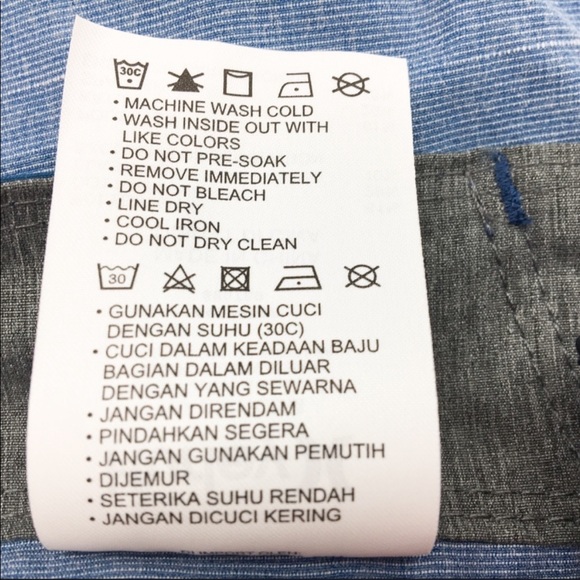 30C
• MACHINE WASH COLD
• WASH INSIDE OUT WITH
LIKE COLORS
• DO NOT PRE-SOAK
• REMOVE IMMEDIATELY
• DO NOT BLEACH
• LINE DRY
• COOL IRON
• DO NOT DRY CLEAN
30
• GUNAKAN MESIN CUCI
DENGAN SUHU (30C)
• CUCI DALAM KEADAAN BAJU
BAGIAN DALAM DILUAR
DENGAN YANG SEWARNA
• JANGAN DIRENDAM
• PINDAHKAN SEGERA
• JANGAN GUNAKAN PEMUTIH
• DIJEMUR
• SETERIKA SUHU RENDAH
• JANGAN DICUCI KERING